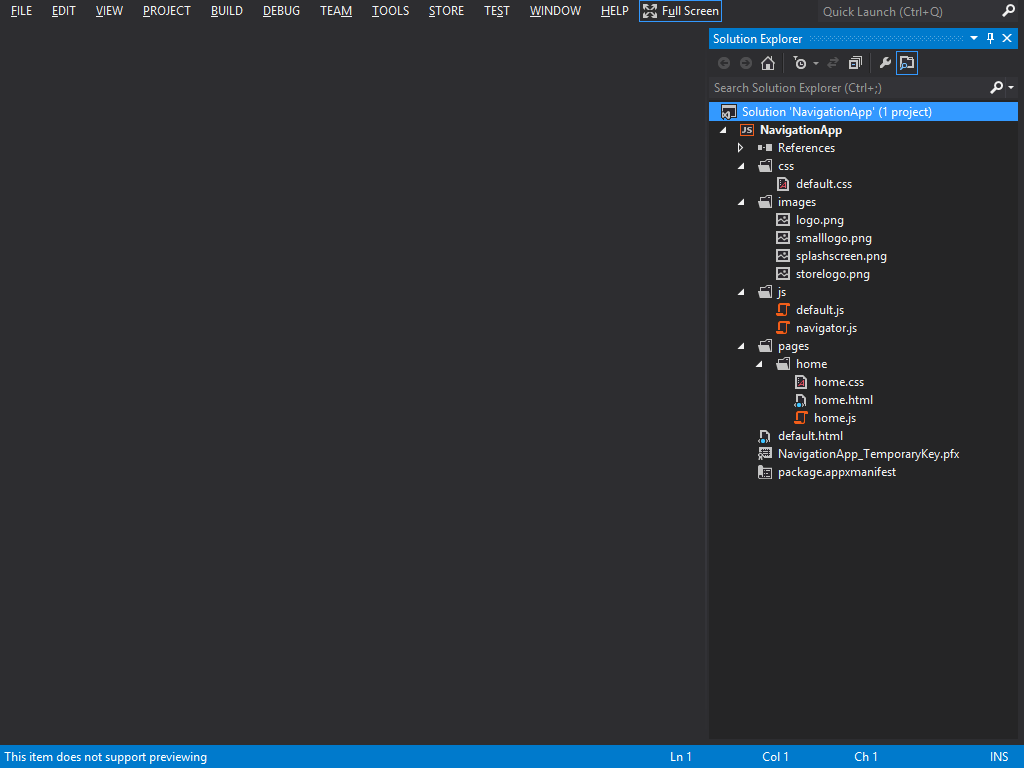 FILE EDIT VIEW PROJECT BUILD DEBUG TEAM TOOLS STORE TEST WINDOW HELP Full Screen Quick Launch (Ctrl+Q)
Solution Explorer
Search Solution Explorer (Ctrl+;)
Solution 'NavigationApp' (1 project)
JS NavigationApp
References
css
default.css
images
logo.png
smalllogo.png
splashscreen.png
storelogo.png
js
default.js
navigator.js
pages
home
home.css
home.html
home.js
default.html
NavigationApp_TemporaryKey.pfx
package.appxmanifest
This item does not support previewing Ln 1 Col 1 Ch 1 INS